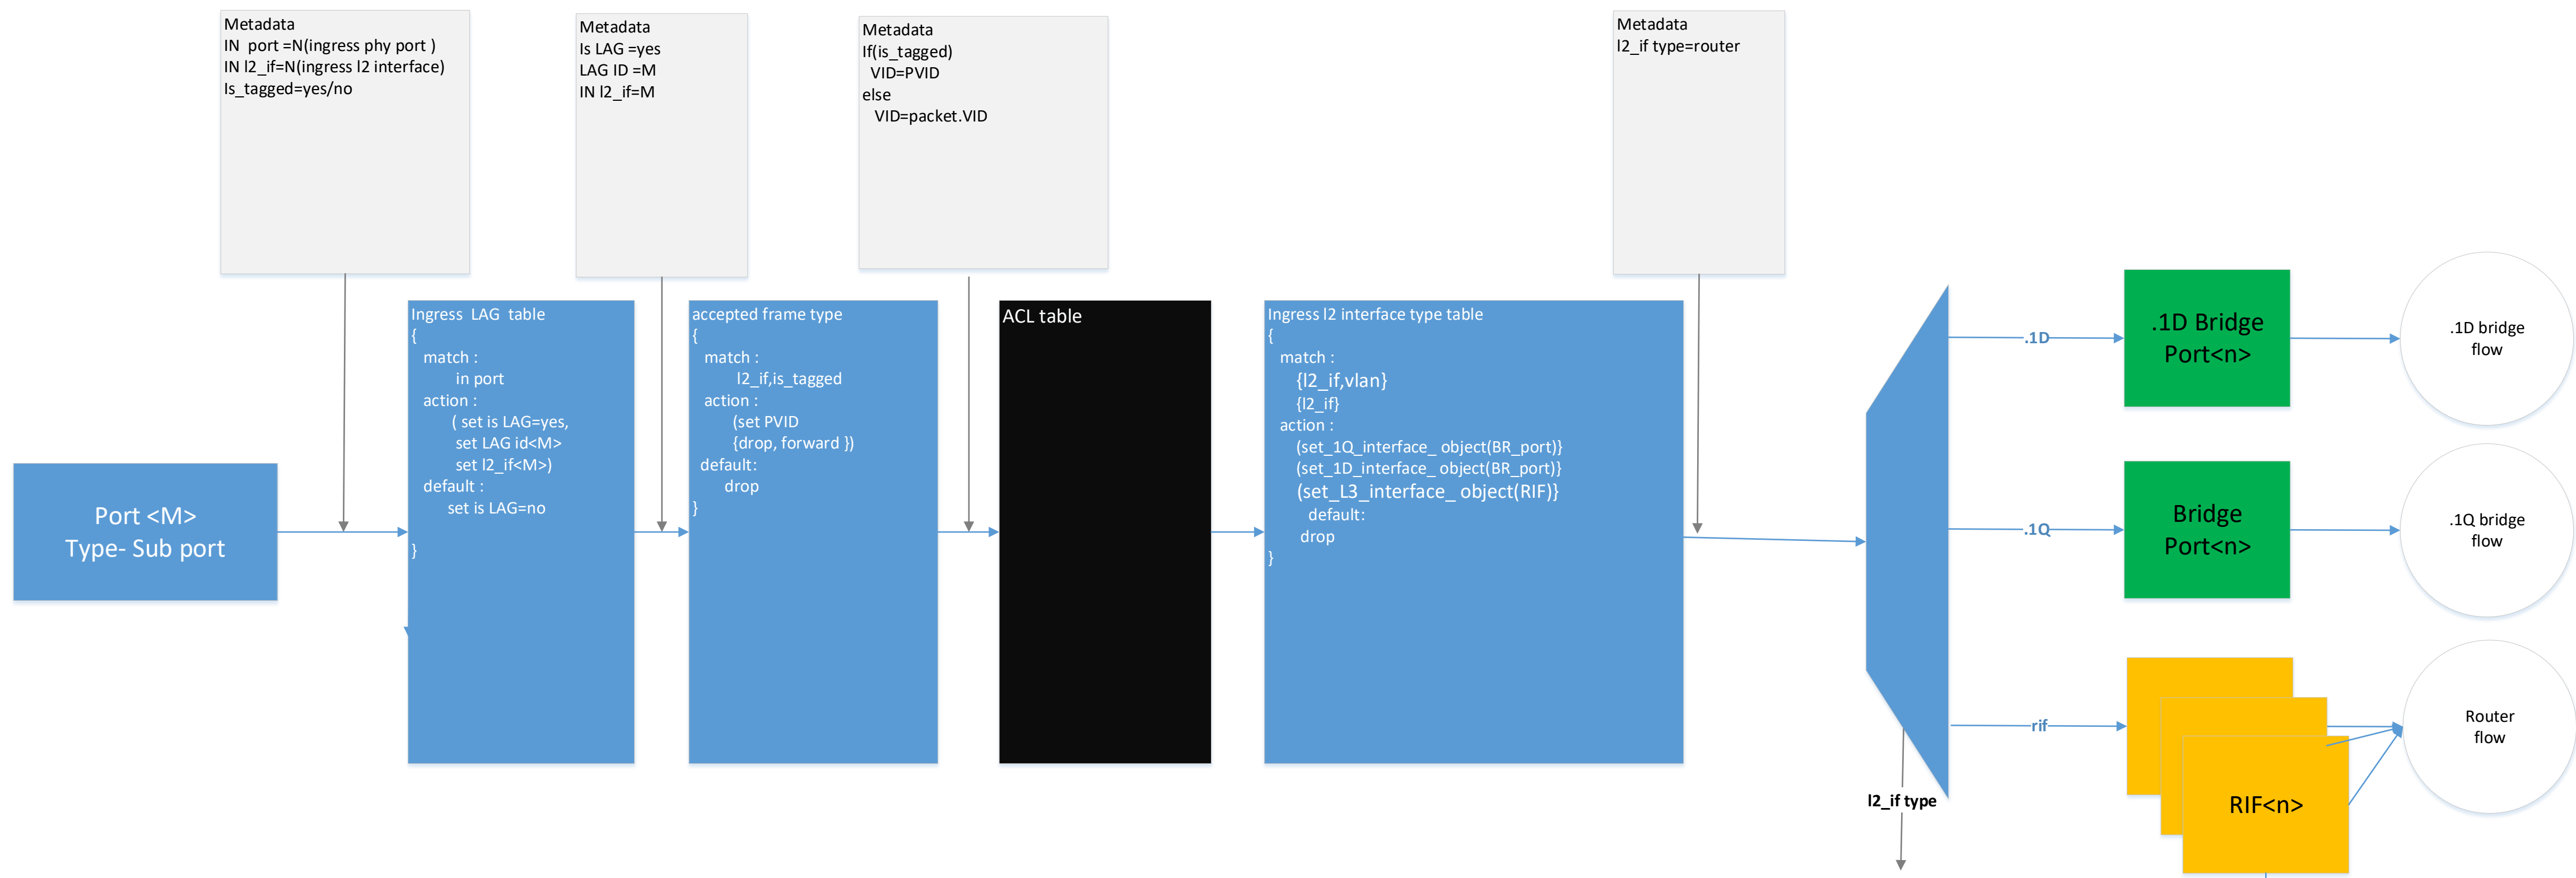 Metadata
IN port =N(ingress phy port )
IN l2_if=N(ingress l2 interface)
Is_tagged=yes/no
Metadata
Is LAG =yes
LAG ID =M
IN l2_if=M
Metadata
If(is_tagged)
VID=PVID
else
VID=packet.VID
Metadata
l2_if type=router
Port <M>
Type- Sub port
Ingress LAG table
{
match :
in port
action :
( set is LAG=yes,
set LAG id<M>
set l2_if<M>)
default :
set is LAG=no
}
accepted frame type
{
match :
l2_if,is_tagged
action :
(set PVID
{drop, forward })
default:
drop
}
ACL table
Ingress l2 interface type table
{
match :
{l2_if,vlan}
{l2_if}
action :
(set_1Q_interface_ object(BR_port)}
(set_1D_interface_ object(BR_port)}
(set_L3_interface_ object(RIF)}
default:
drop
}
l2_if type
.1D
.1D Bridge
Port<n>
.1D bridge
flow
.1Q
Bridge
Port<n>
.1Q bridge
flow
rif
RIF<n>
Router
flow